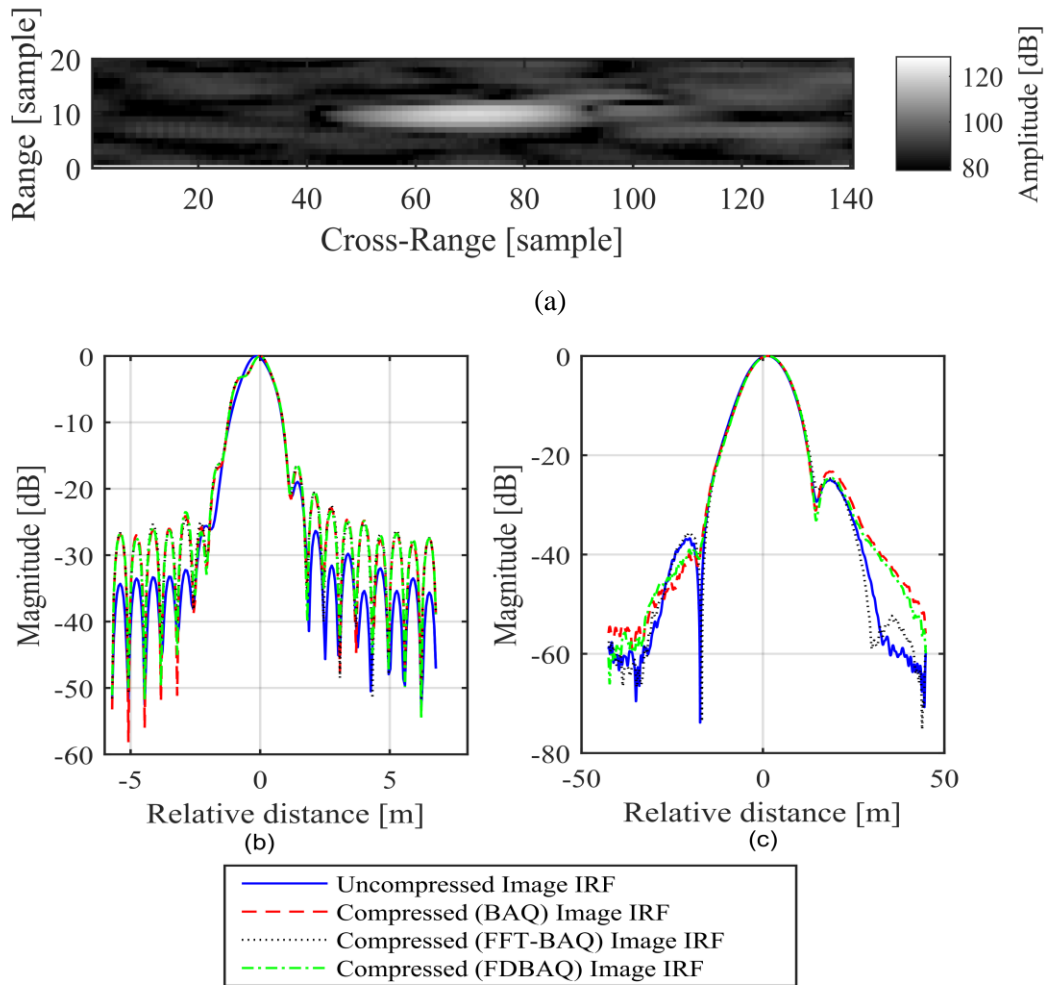 Range [sample]
20
10
0
20
40
60
80
100
120
140
Cross-Range [sample]
120
100
80
Amplitude [dB]
(a)
Magnitude [dB]
0
-10
-20
-30
-40
-50
-60
-5
0
5
Relative distance [m]
(b)
Magnitude [dB]
0
-20
-40
-60
-80
-50
0
50
Relative distance [m]
(c)
Uncompressed Image IRF
Compressed (BAQ) Image IRF
Compressed (FFT-BAQ) Image IRF
Compressed (FDBAQ) Image IRF